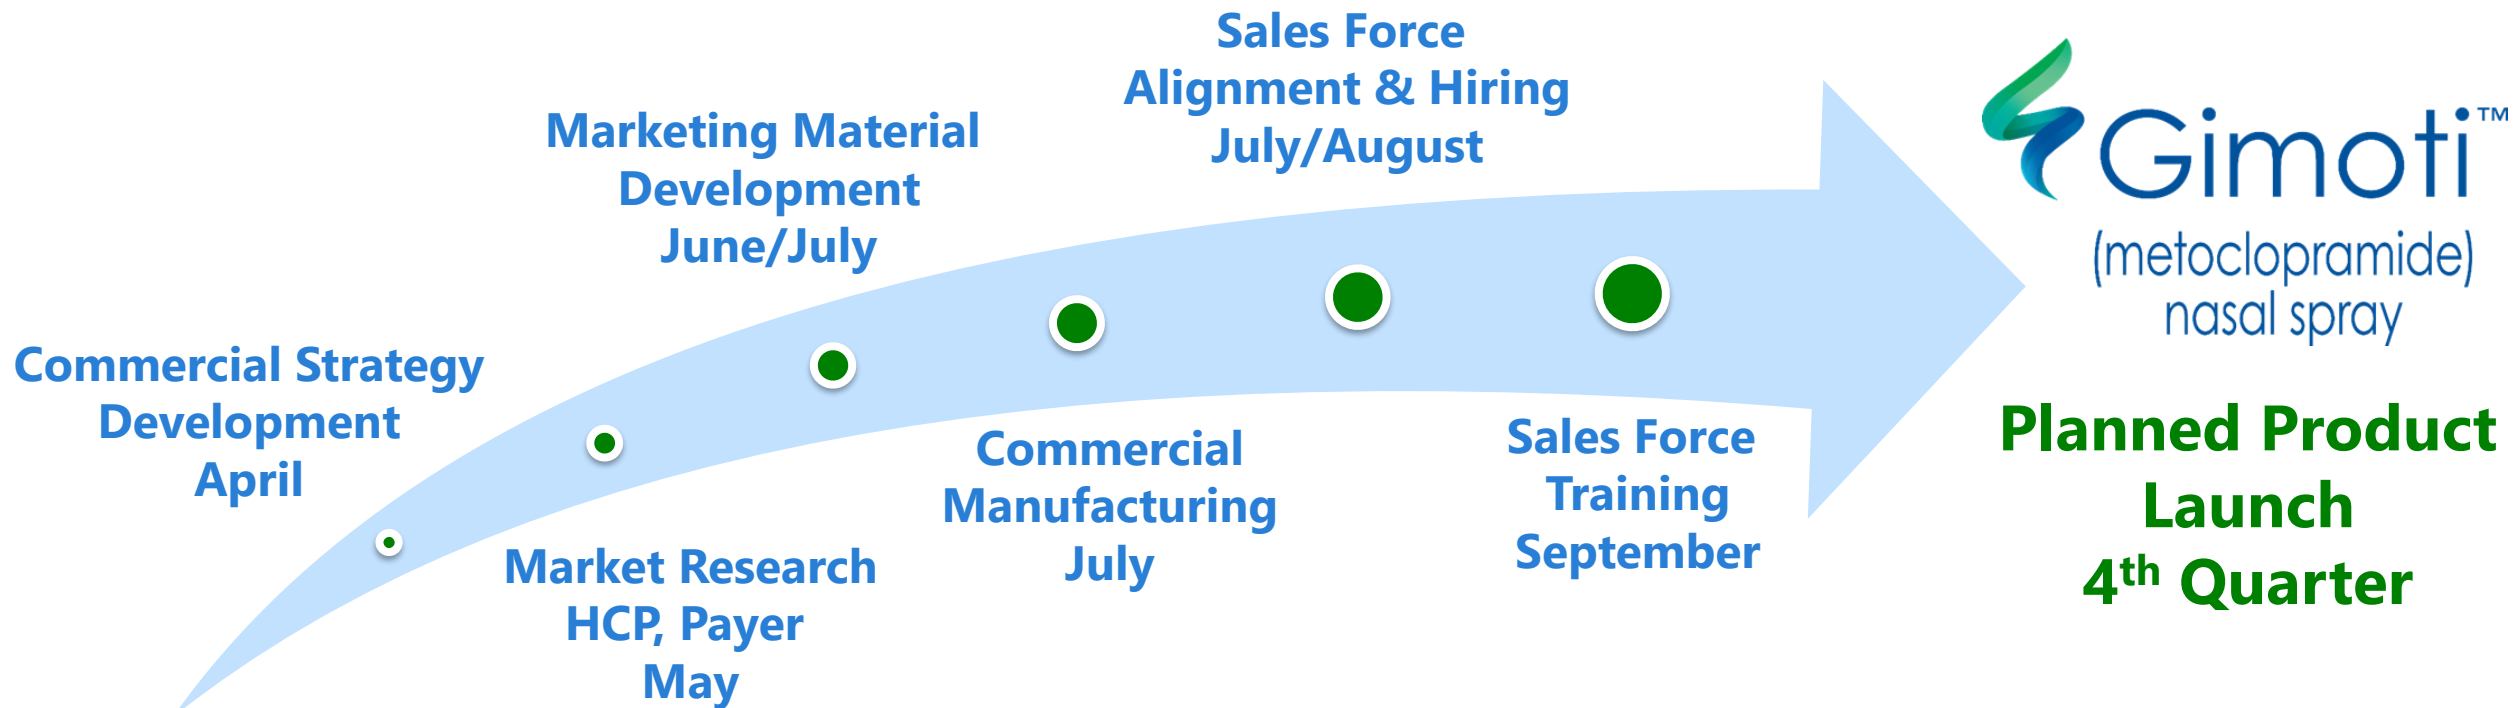 Commercial Strategy
Development
April
Market Research
HCP, Payer
May
Marketing Material
Development
June/July
Commercial
Manufacturing
July
Sales Force
Alignment & Hiring
July/August
Sales Force
Training
September
Gimoti™
(metoclopramide)
nasal spray
Planned Product
Launch
4th Quarter